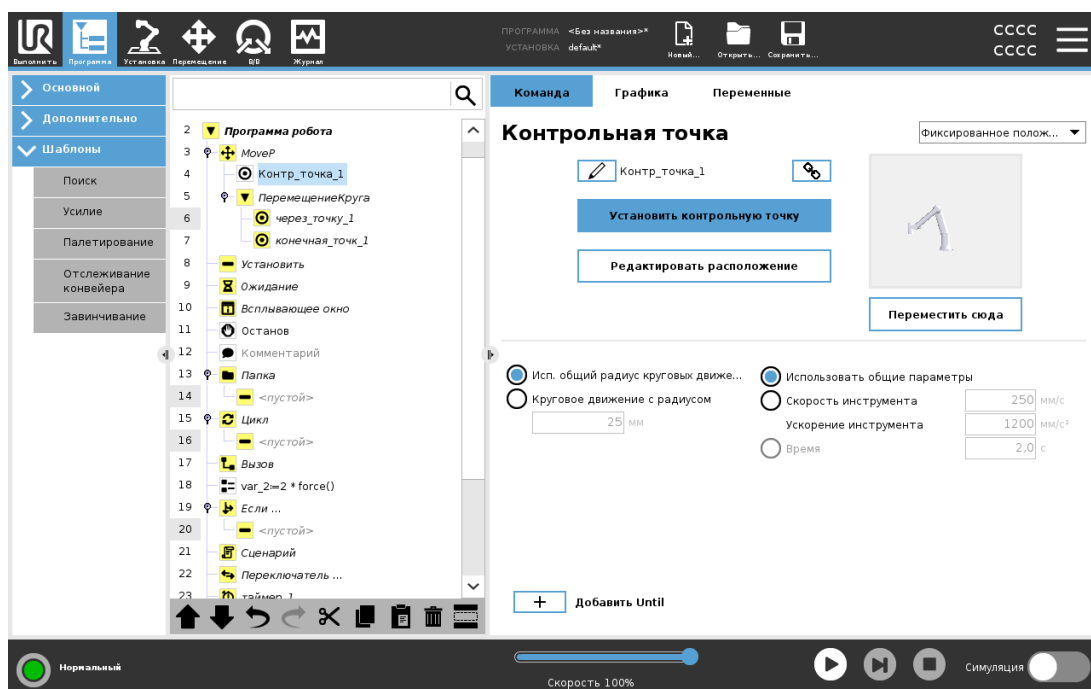 ПРОГРАММА <Без названия>*
УСТАНОВКА default*
CCCC
CCCC
Выполнить Программа Установка Перемещение В/В Журнал
Новый... Открыть... Сохранить...
Основной
Дополнительно
Шаблоны
Поиск
Усилие
Палетирование
Отслеживание
конвейера
Завинчивание
2 Программа робота
3 MoveP
4 Контр_точка_1
5 ПеремещениеКруга
6 через_точку_1
7 конечная_точк_1
8 Установить
9 Ожидание
10 Всплывающее окно
11 Останов
12 Комментарий
13 Папка
14 <пустой>
15 Цикл
16 <пустой>
17 Вызов
18 var_2≔2 * force()
19 Если ...
20 <пустой>
21 Сценарий
22 Переключатель ...
23 таймер_1
Команда Графика Переменные
Контрольная точка
Фиксированное полож...
Контр_точка_1
Установить контрольную точку
Редактировать расположение
Переместить сюда
Исп. общий радиус круговых движе...
Круговое движение с радиусом
25 мм
Использовать общие параметры
Скорость инструмента 250 мм/с
Ускорение инструмента 1200 мм/с²
Время 2,0 с
Добавить Until
Нормальный
Скорость 100%
Симуляция